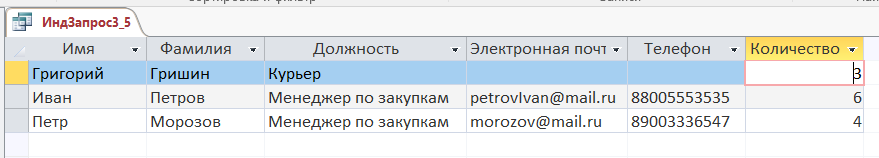 ИндЗапрос3_5
Имя Фамилия Должность Электронная почт Телефон Количество
Григорий Гришин Курьер 3
Иван Петров Менеджер по закупкам petrovIvan@mail.ru 88005553535 6
Петр Морозов Менеджер по закупкам morozov@mail.ru 89003336547 4